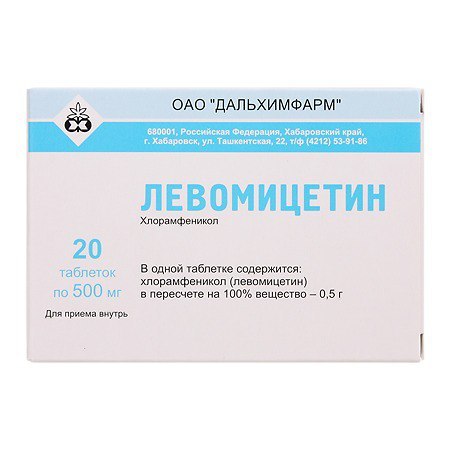 ОАО "ДАЛЬХИМФАРМ"
680001, Российская Федерация, Хабаровский край,
г. Хабаровск, ул. Ташкентская, 22, т/ф (4212) 53-91-86
ЛЕВОМИЦЕТИН
Хлорамфеникол
20
таблеток
по 500 мг
Для приема внутрь
В одной таблетке содержится:
хлорамфеникол (левомицетин)
в пересчете на 100% вещество – 0,5 г